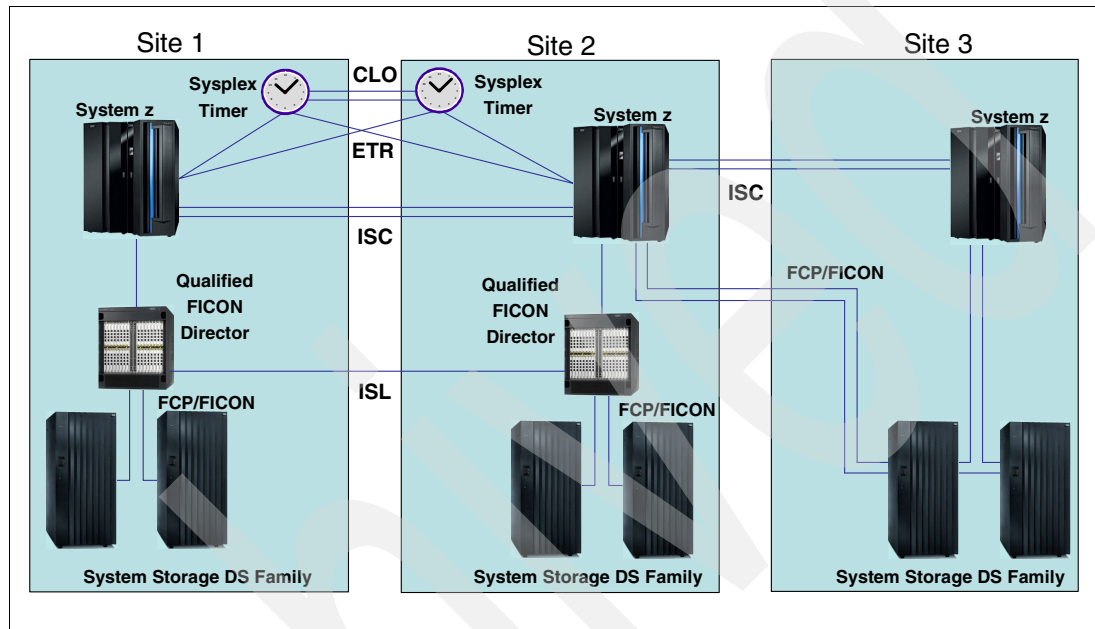 Site 1
Site 2
Site 3
CLO
Sysplex
Timer
Sysplex
Timer
System z
System z
System z
ETR
ISC
ISC
Qualified
FICON
Director
Qualified
FICON
Director
FCP/FICON
ISL
FCP/FICON
FCP/FICON
System Storage DS Family
System Storage DS Family
System Storage DS Family